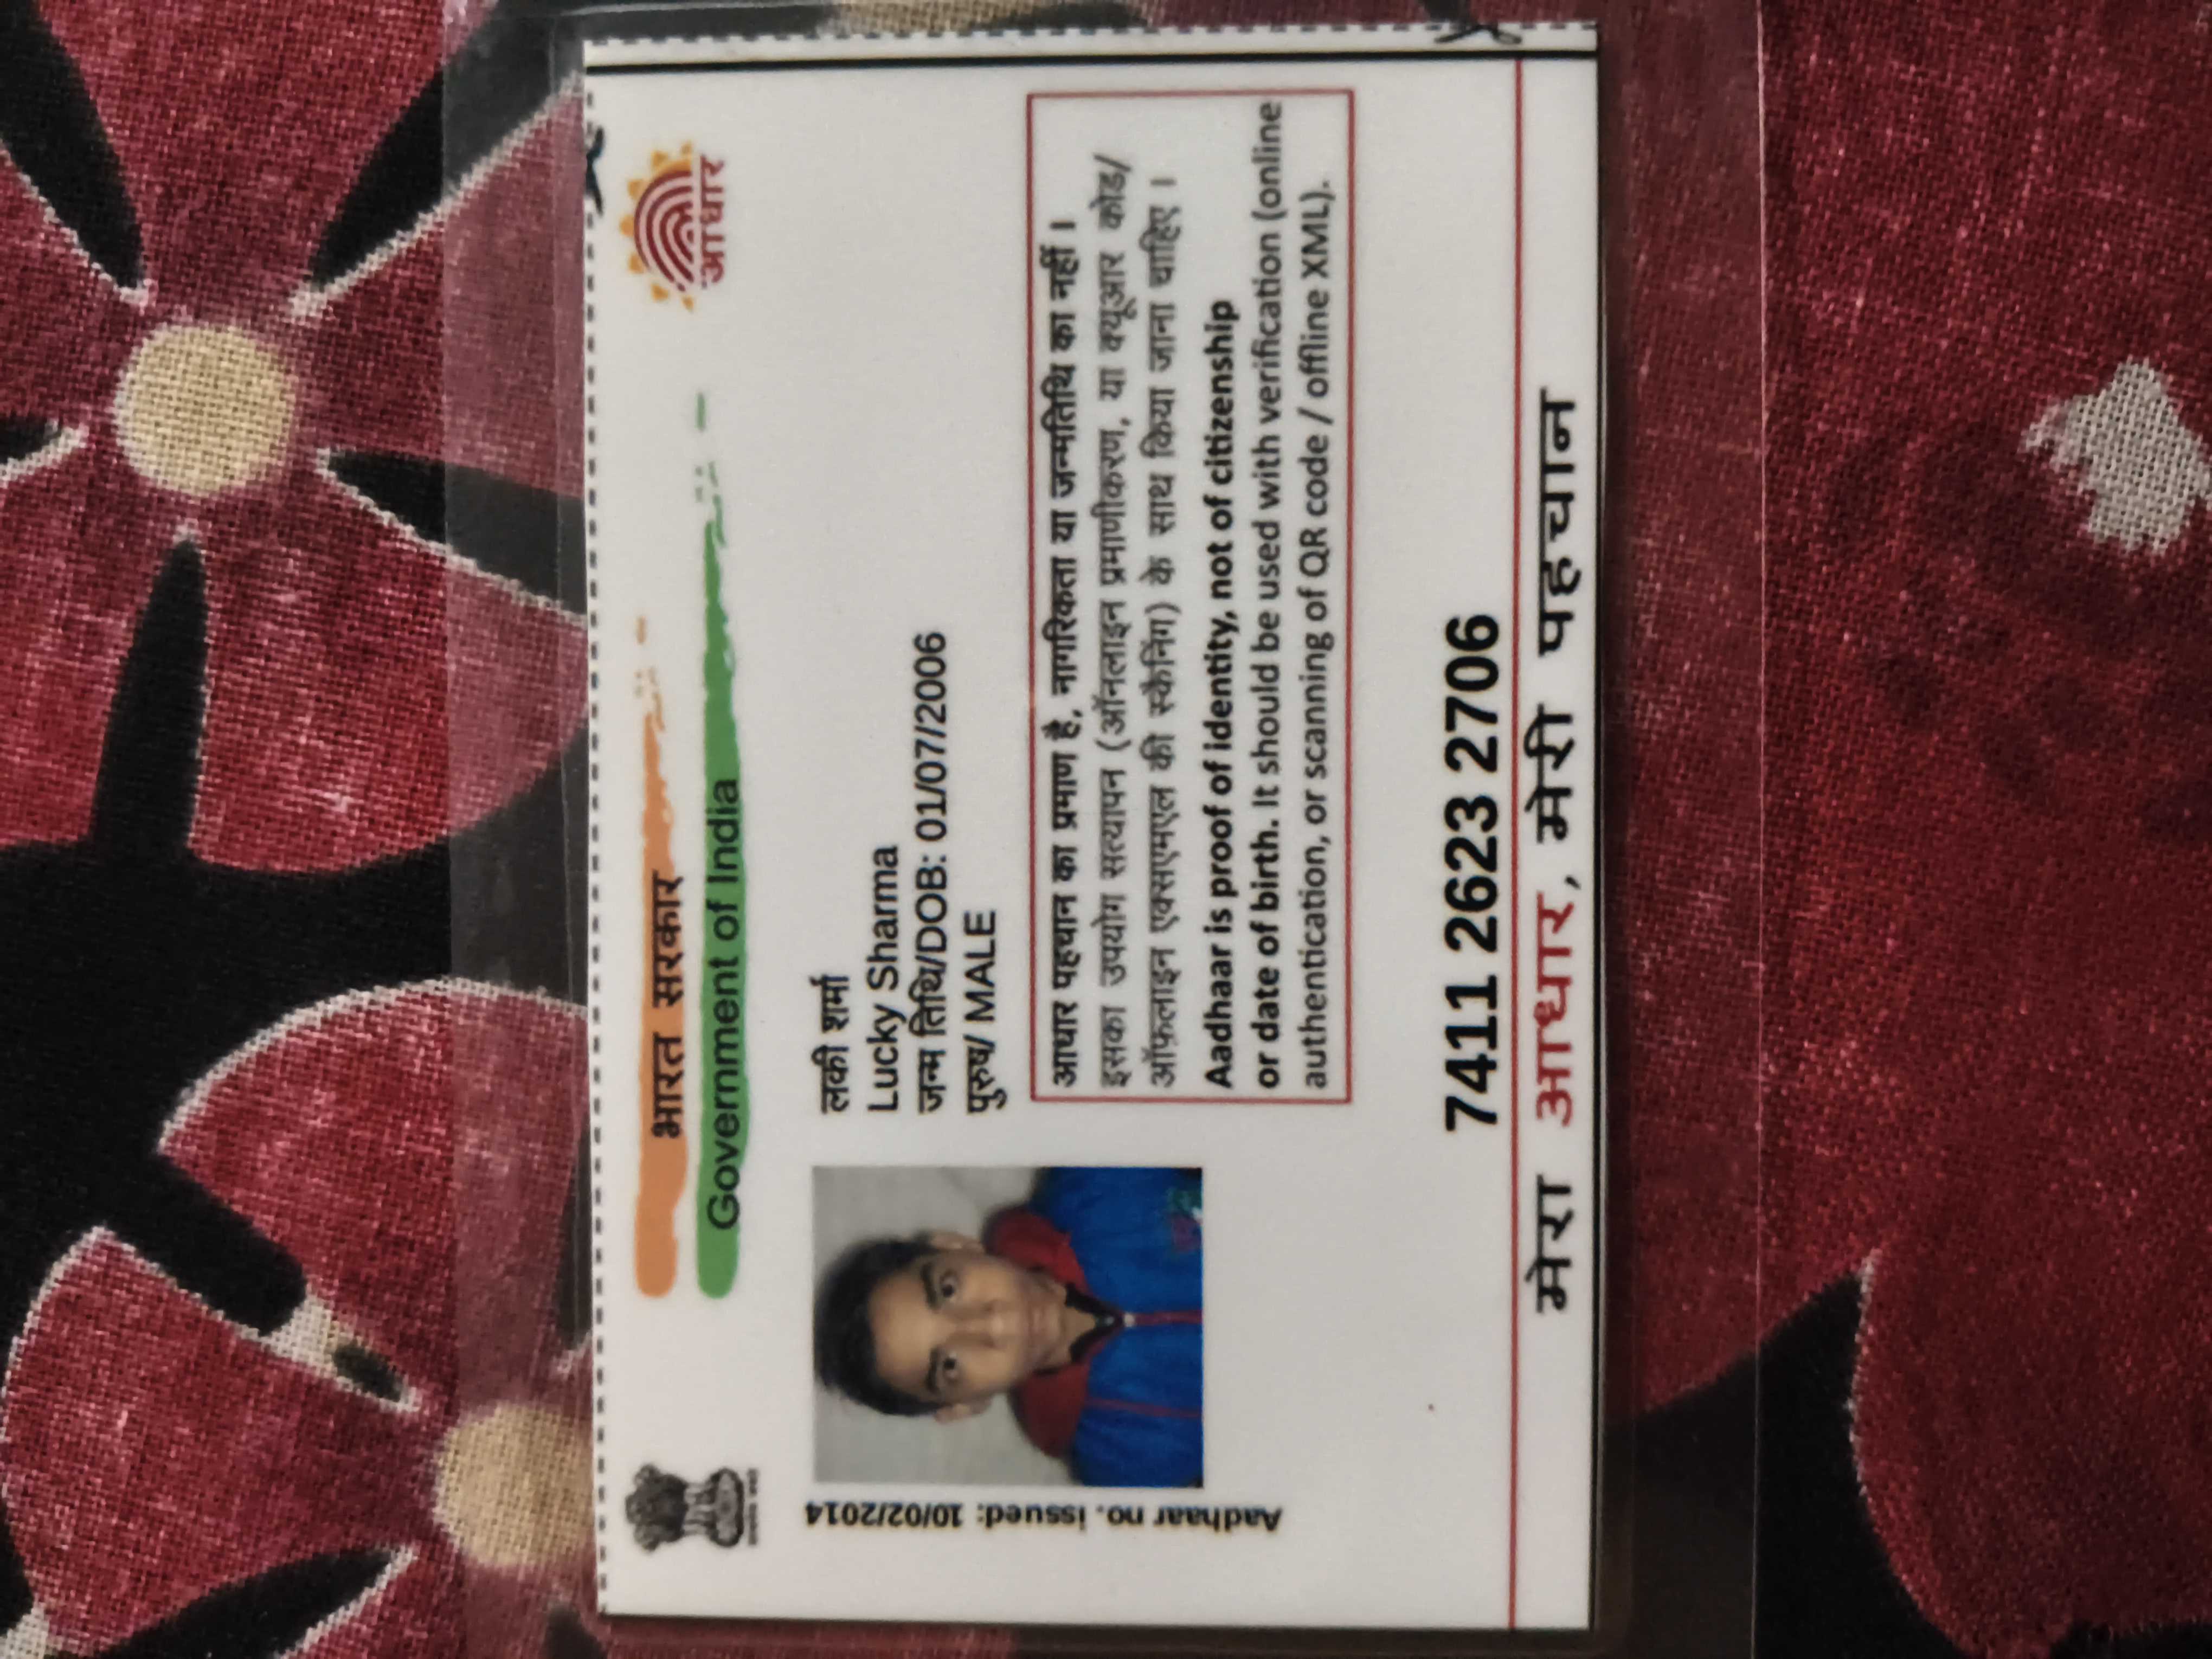 भारत सरकार
Government of India
आधार
Aadhaar no. issued: 10/02/2014
लकी शर्मा
Lucky Sharma
जन्म तिथि/DOB: 01/07/2006
पुरुष/ MALE
आधार पहचान का प्रमाण है, नागरिकता या जन्मतिथि का नहीं ।
इसका उपयोग सत्यापन (ऑनलाइन प्रमाणीकरण, या क्यूआर कोड/
ऑफ़लाइन एक्सएमएल की स्कैनिंग) के साथ किया जाना चाहिए ।
Aadhaar is proof of identity, not of citizenship
or date of birth. It should be used with verification (online
authentication, or scanning of QR code / offline XML).
7411 2623 2706
मेरा आधार, मेरी पहचान